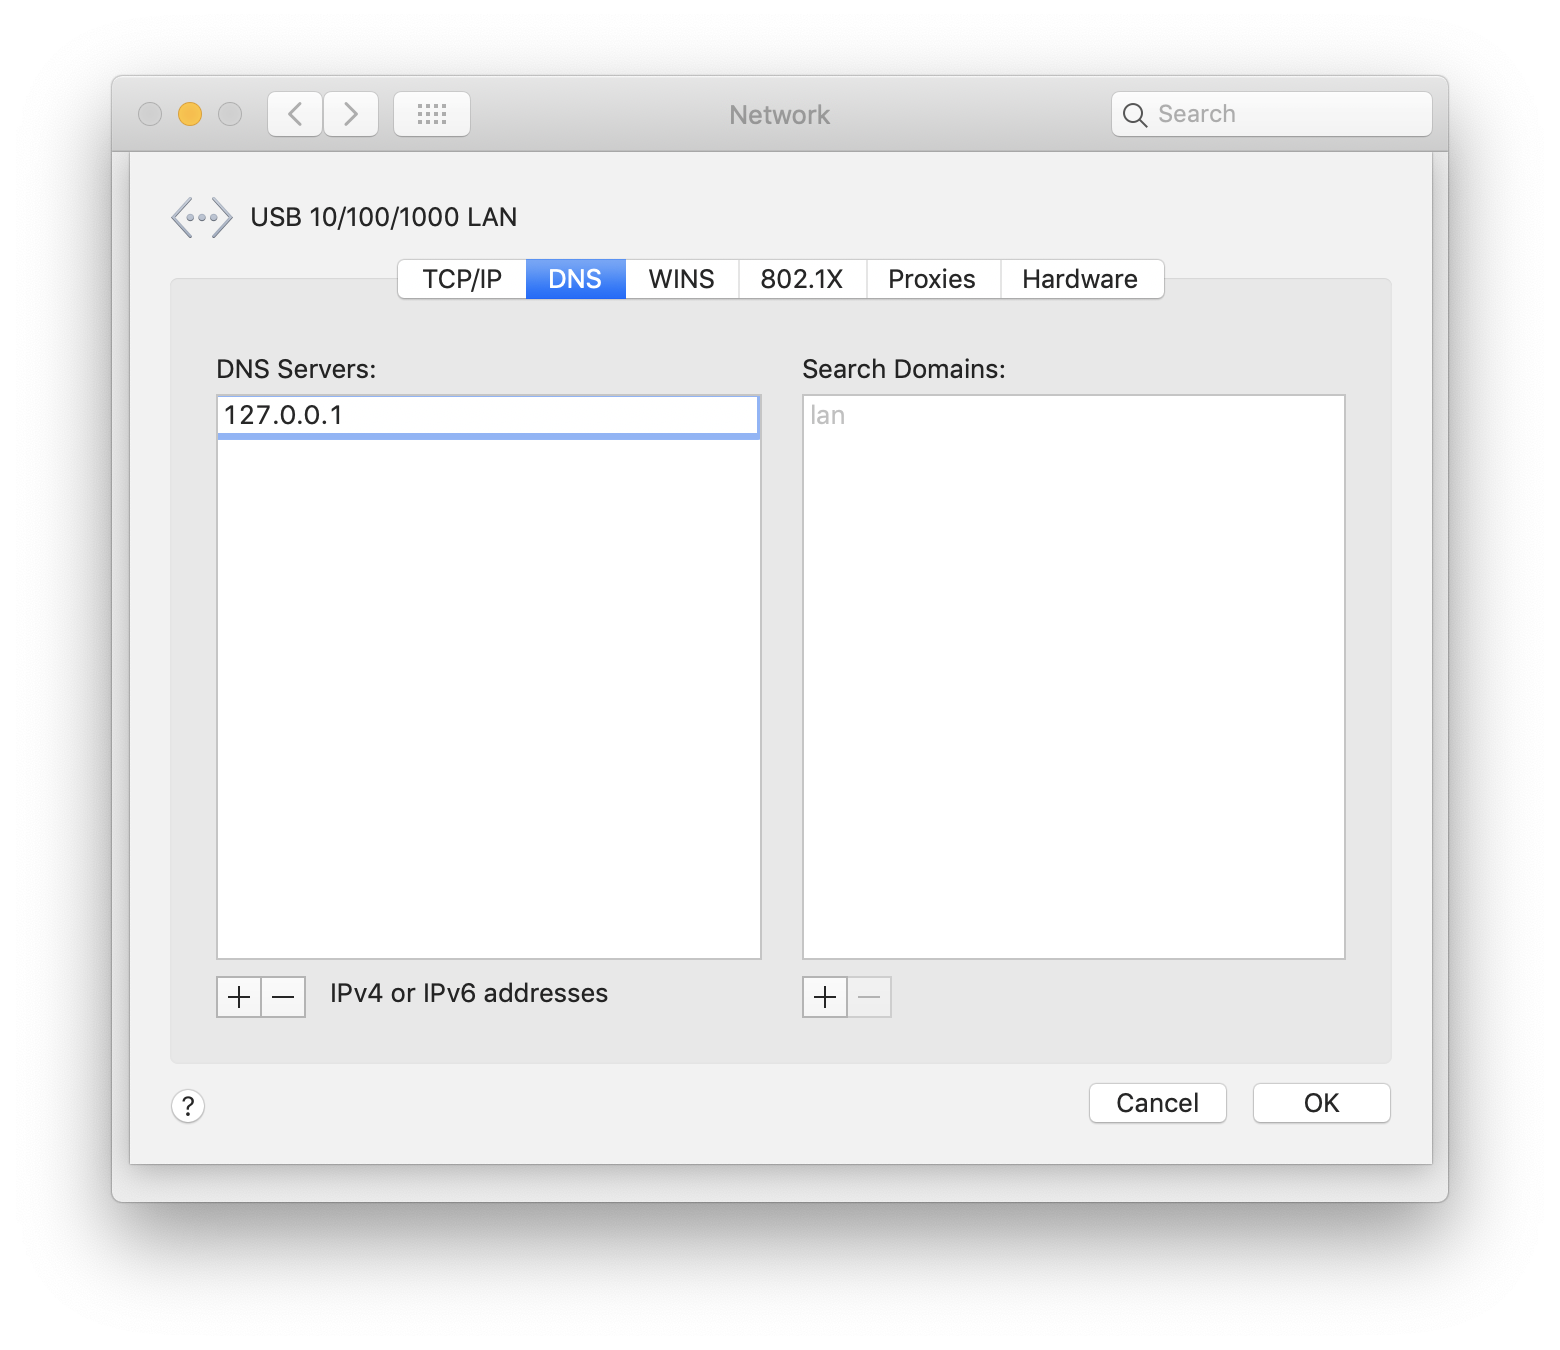 Network
Search
USB 10/100/1000 LAN
TCP/IP DNS WINS 802.1X Proxies Hardware
DNS Servers:
127.0.0.1
Search Domains:
lan
IPv4 or IPv6 addresses
?
Cancel
OK